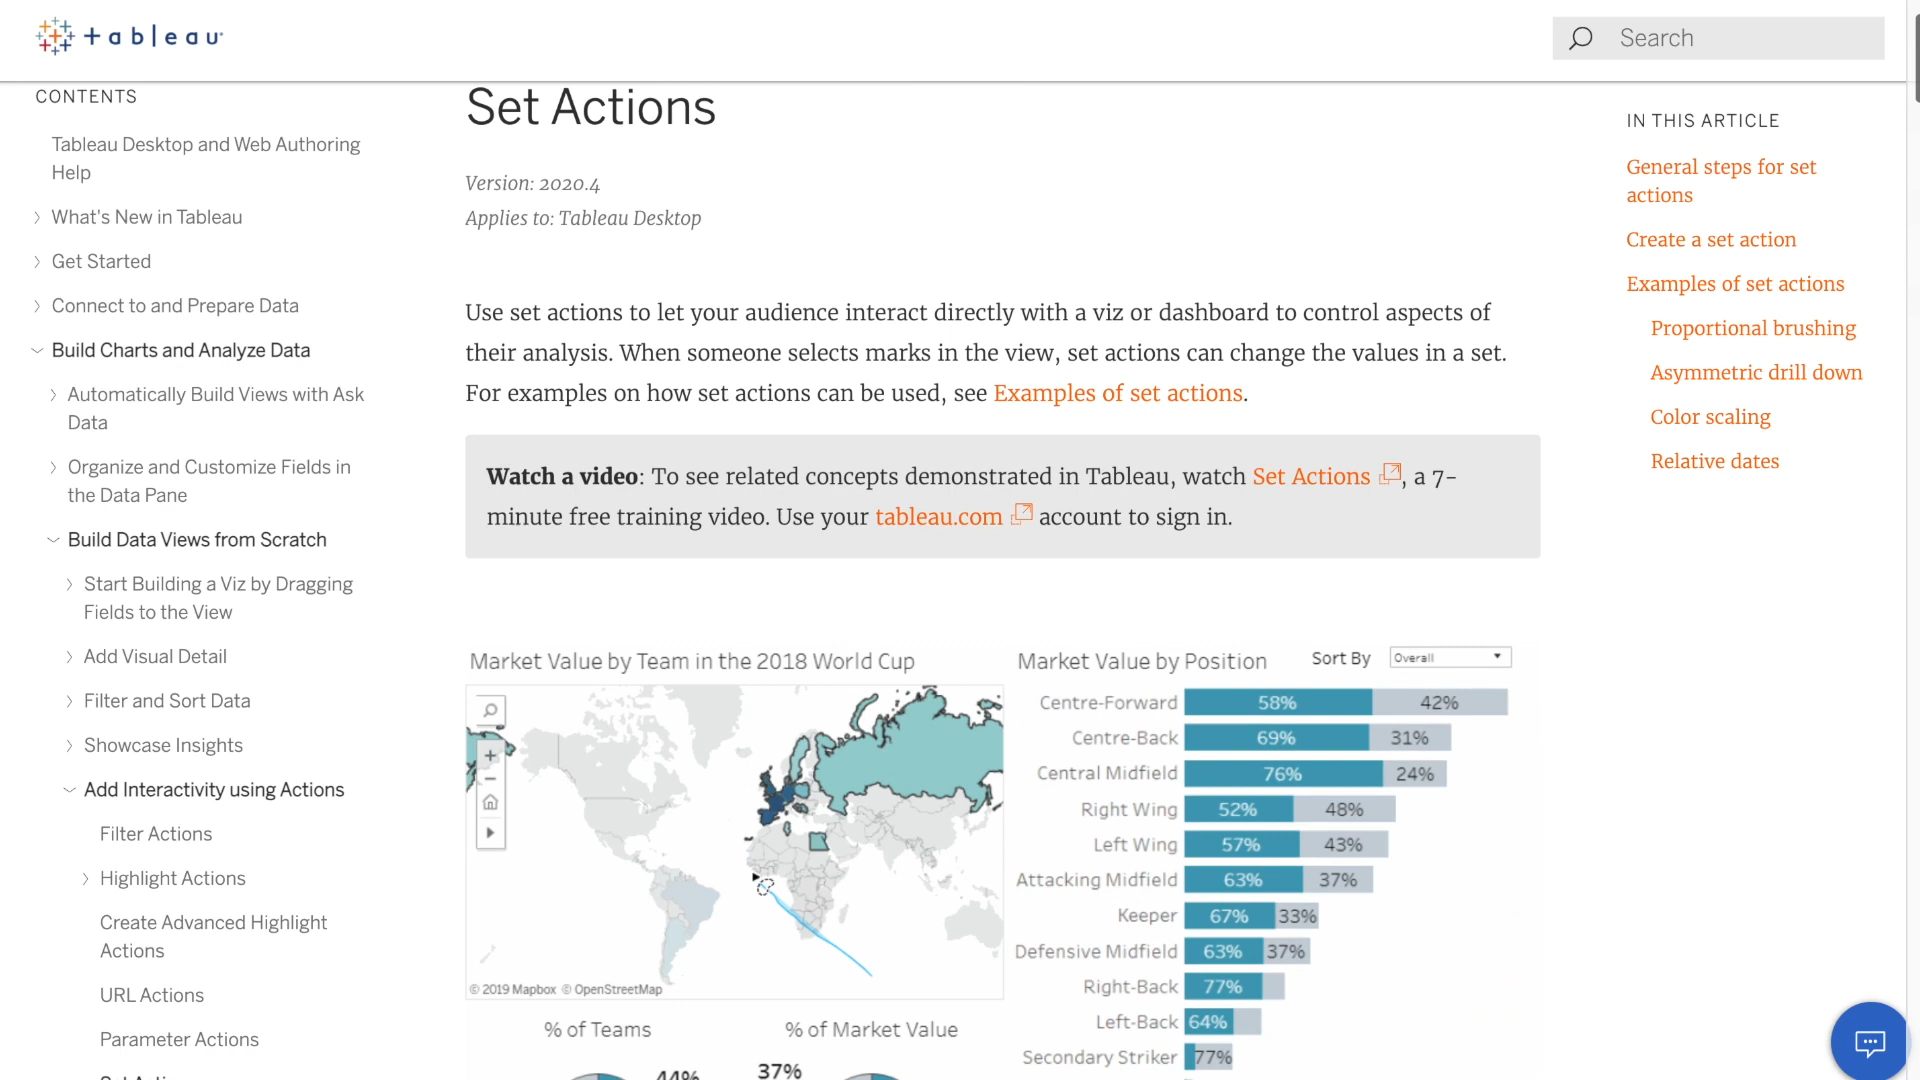 tableau
Search
CONTENTS
Tableau Desktop and Web Authoring
Help
What's New in Tableau
Get Started
Connect to and Prepare Data
Build Charts and Analyze Data
Automatically Build Views with Ask
Data
Organize and Customize Fields in
the Data Pane
Build Data Views from Scratch
Start Building a Viz by Dragging
Fields to the View
Add Visual Detail
Filter and Sort Data
Showcase Insights
Add Interactivity using Actions
Filter Actions
Highlight Actions
Create Advanced Highlight
Actions
URL Actions
Parameter Actions
Set Actions
Version: 2020.4
Applies to: Tableau Desktop
Use set actions to let your audience interact directly with a viz or dashboard to control aspects of
their analysis. When someone selects marks in the view, set actions can change the values in a set.
For examples on how set actions can be used, see Examples of set actions.
Watch a video: To see related concepts demonstrated in Tableau, watch Set Actions, a 7-
minute free training video. Use your tableau.com account to sign in.
Market Value by Team in the 2018 World Cup
© 2019 Mapbox © OpenStreetMap
% of Teams
% of Market Value
44%
37%
Market Value by Position
Sort By
Overall
Centre-Forward 58% 42%
Centre-Back 69% 31%
Central Midfield 76% 24%
Right Wing 52% 48%
Left Wing 57% 43%
Attacking Midfield 63% 37%
Keeper 67% 33%
Defensive Midfield 63% 37%
Right-Back 77%
Left-Back 64%
Secondary Striker 77%
IN THIS ARTICLE
General steps for set
actions
Create a set action
Examples of set actions
Proportional brushing
Asymmetric drill down
Color scaling
Relative dates